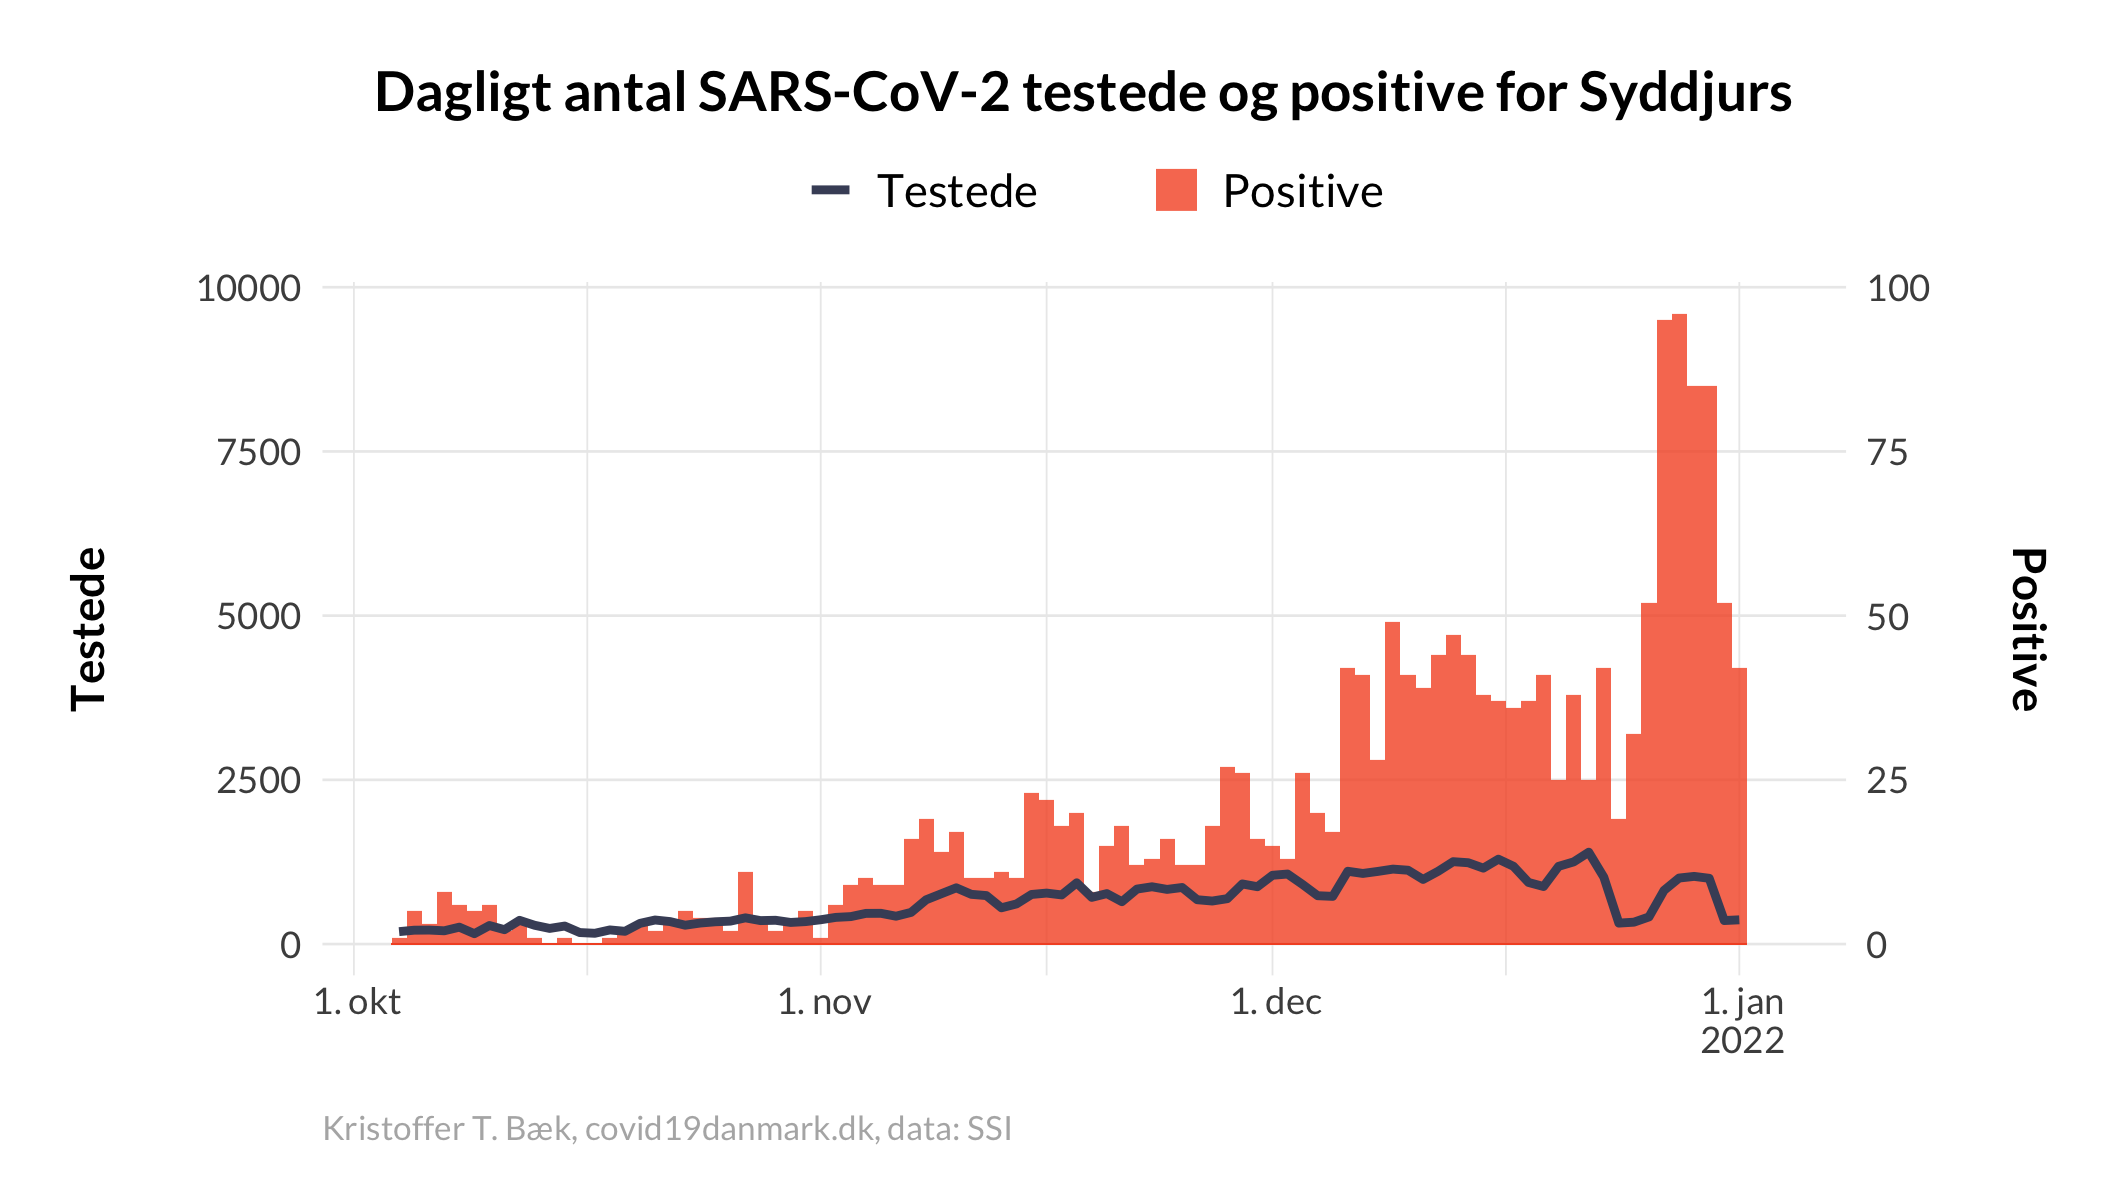 Dagligt antal SARS-CoV-2 testede og positive for Syddjurs
Testede
Positive
10000
7500
5000
2500
0
100
75
50
25
0
Testede
Positive
1. okt
1. nov
1. dec
1. jan
2022
Kristoffer T. Bæk, covid19danmark.dk, data: SSI